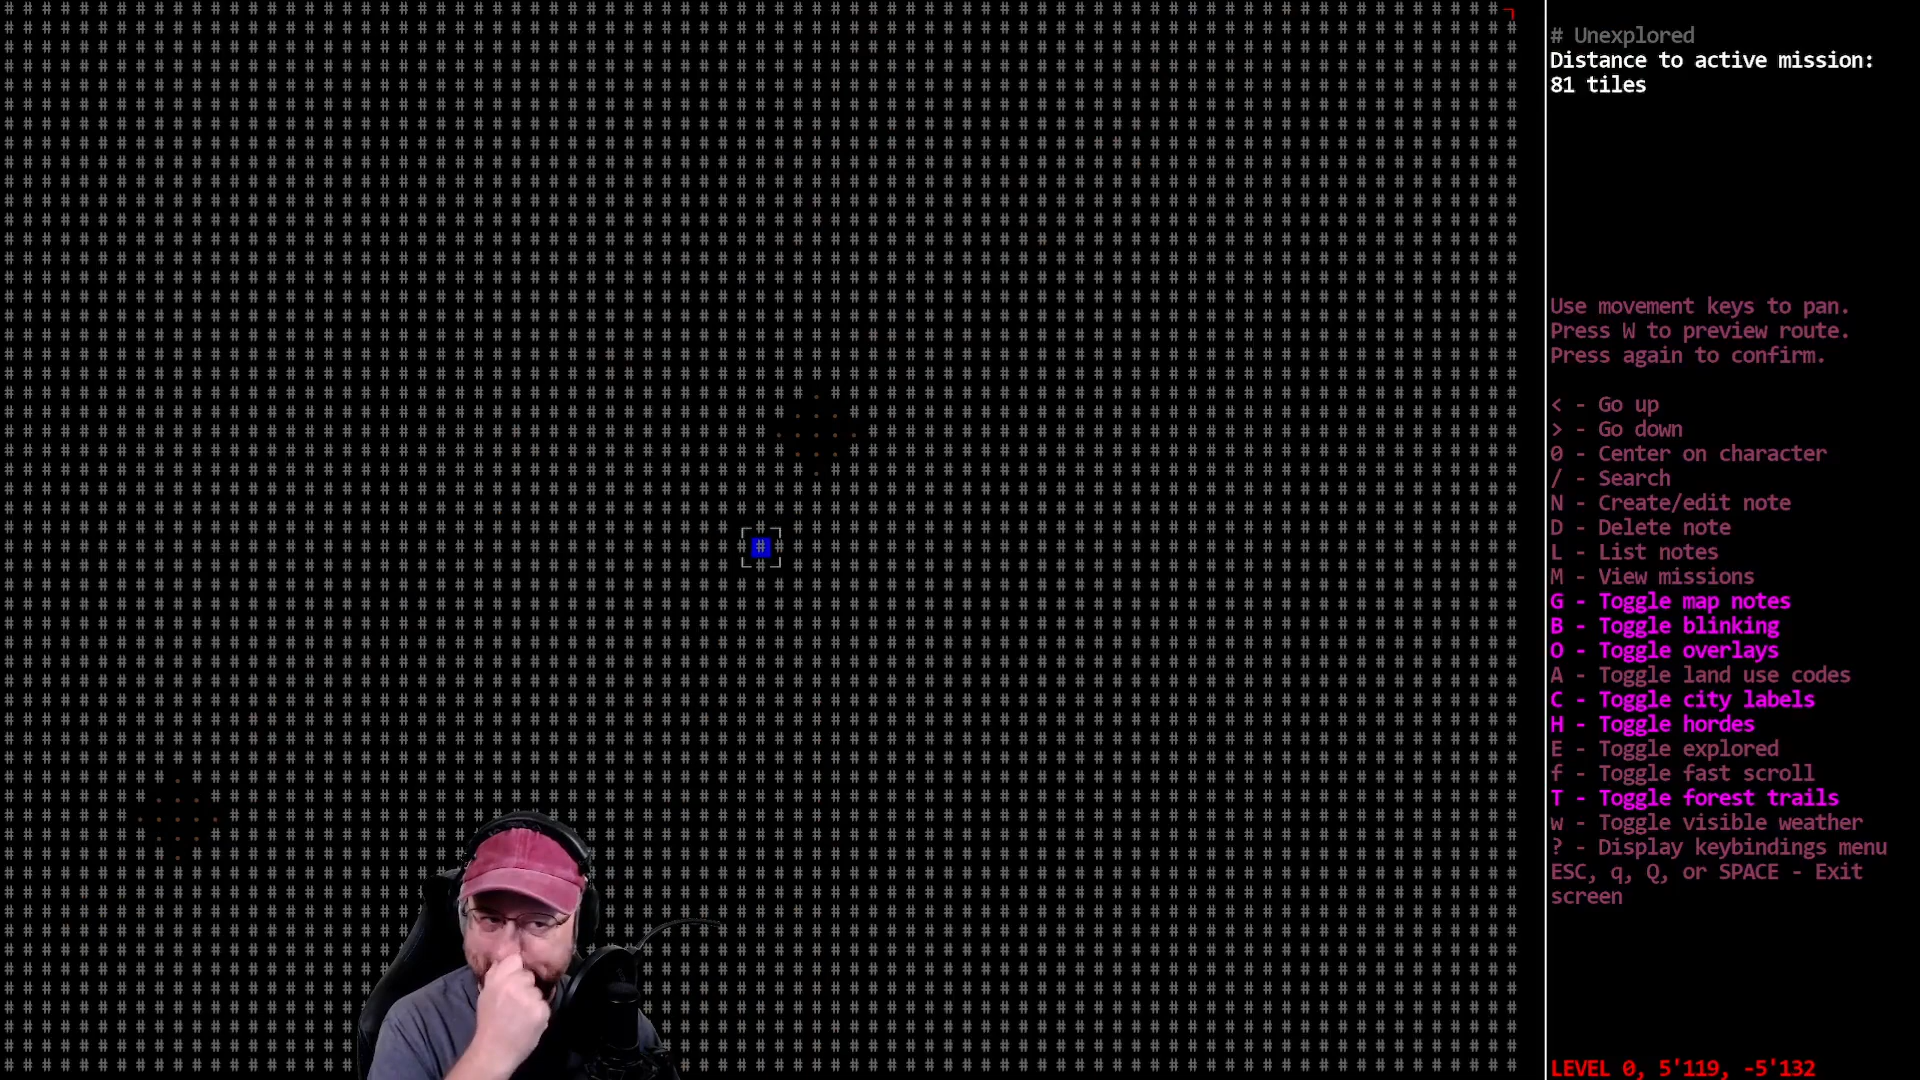 # Unexplored
Distance to active mission:
81 tiles
Use movement keys to pan.
Press W to preview route.
Press again to confirm.
< - Go up
> - Go down
0 - Center on character
/ - Search
N - Create/edit note
D - Delete note
L - List notes
M - View missions
G - Toggle map notes
B - Toggle blinking
O - Toggle overlays
A - Toggle land use codes
C - Toggle city labels
H - Toggle hordes
E - Toggle explored
f - Toggle fast scroll
T - Toggle forest trails
w - Toggle visible weather
? - Display keybindings menu
ESC, q, Q, or SPACE - Exit
screen
LEVEL 0, 5'119, -5'132